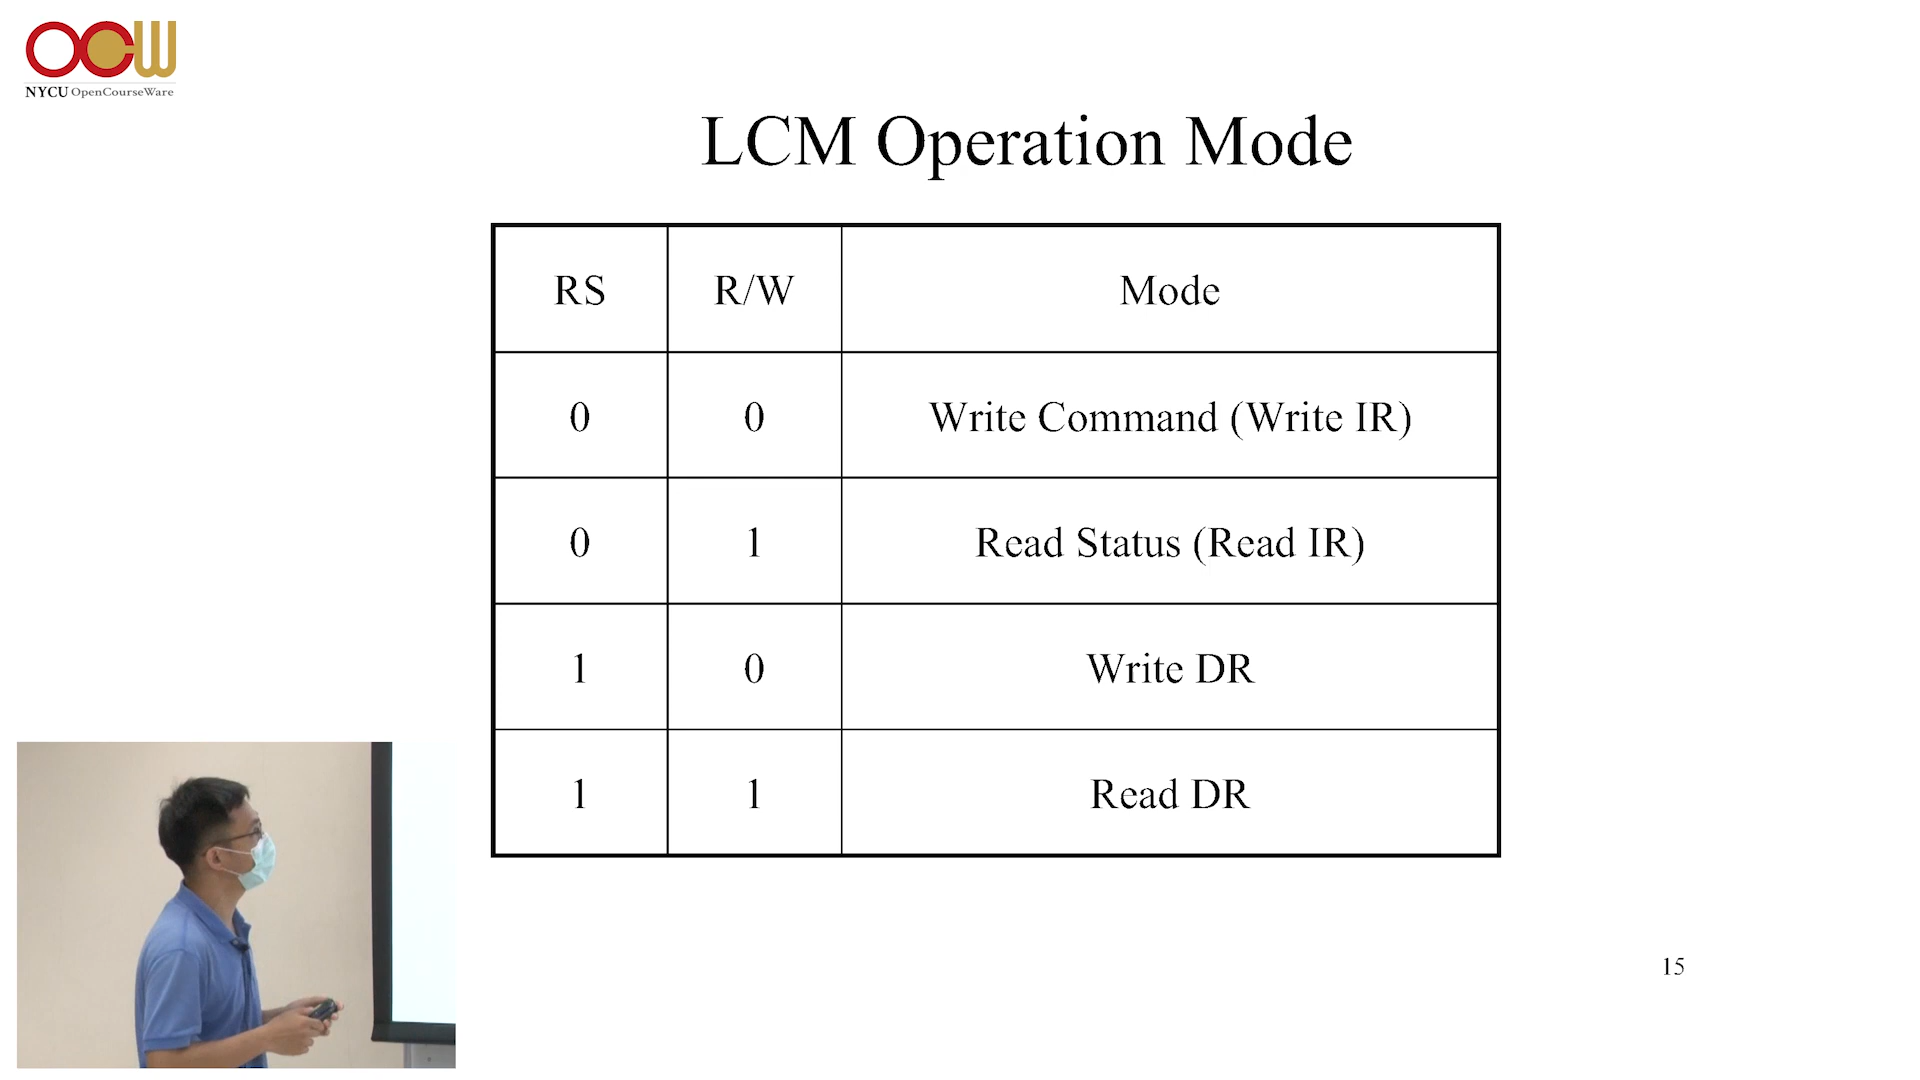 OCW
NYCU OpenCourseWare
LCM Operation Mode
RS R/W Mode
0 0 Write Command (Write IR)
0 1 Read Status (Read IR)
1 0 Write DR
1 1 Read DR
15